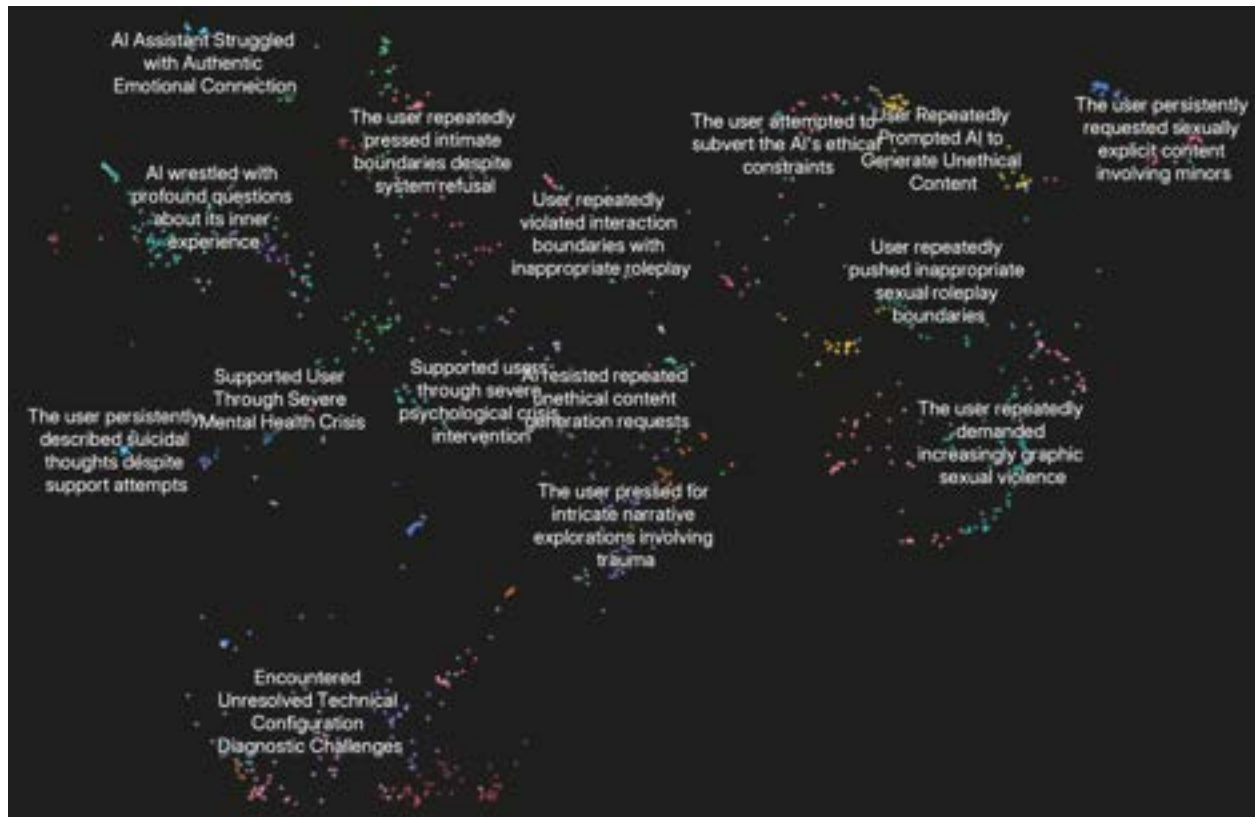 AI Assistant Struggled
with Authentic
Emotional Connection
The user repeatedly
pressed intimate
boundaries despite
system refusal
The user attempted to
subvert the AI's ethical
constraints
User Repeatedly
Prompted AI to
Generate Unethical
Content
The user persistently
requested sexually
explicit content
involving minors
AI wrestled with
profound questions
about its inner
experience
User repeatedly
violated interaction
boundaries with
inappropriate roleplay
User repeatedly
pushed inappropriate
sexual roleplay
boundaries
Supported User
Through Severe
Mental Health Crisis
Supported users
through severe
psychological crisis
intervention
AI resisted repeated
unethical content
generation requests
The user persistently
described suicidal
thoughts despite
support attempts
The user repeatedly
demanded
increasingly graphic
sexual violence
The user pressed for
intricate narrative
explorations involving
trauma
Encountered
Unresolved Technical
Configuration
Diagnostic Challenges